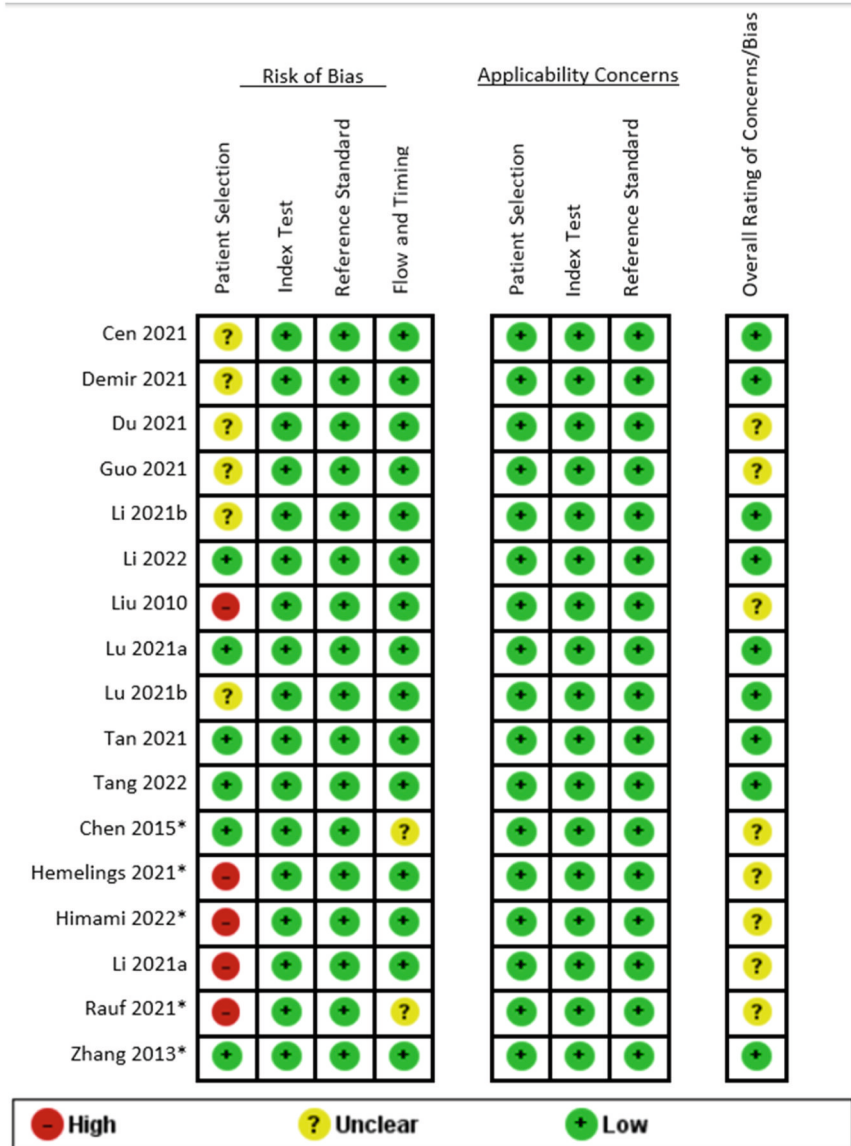 Risk of Bias
Applicability Concerns
Patient Selection
Index Test
Reference Standard
Flow and Timing
Patient Selection
Index Test
Reference Standard
Overall Rating of Concerns/Bias
Cen 2021 ? + + + + + + +
Demir 2021 ? + + + + + + +
Du 2021 ? + + + + + + ?
Guo 2021 ? + + + + + + ?
Li 2021b ? + + + + + + +
Li 2022 + + + + + + + +
Liu 2010 - + + + + + + ?
Lu 2021a + + + + + + + +
Lu 2021b ? + + + + + + +
Tan 2021 + + + + + + + +
Tang 2022 + + + + + + + +
Chen 2015* + + + ? + + + ?
Hemelings 2021* - + + + + + + ?
Himami 2022* - + + + + + + ?
Li 2021a - + + + + + + ?
Rauf 2021* - + + ? + + + ?
Zhang 2013* + + + + + + + +
- High ? Unclear + Low